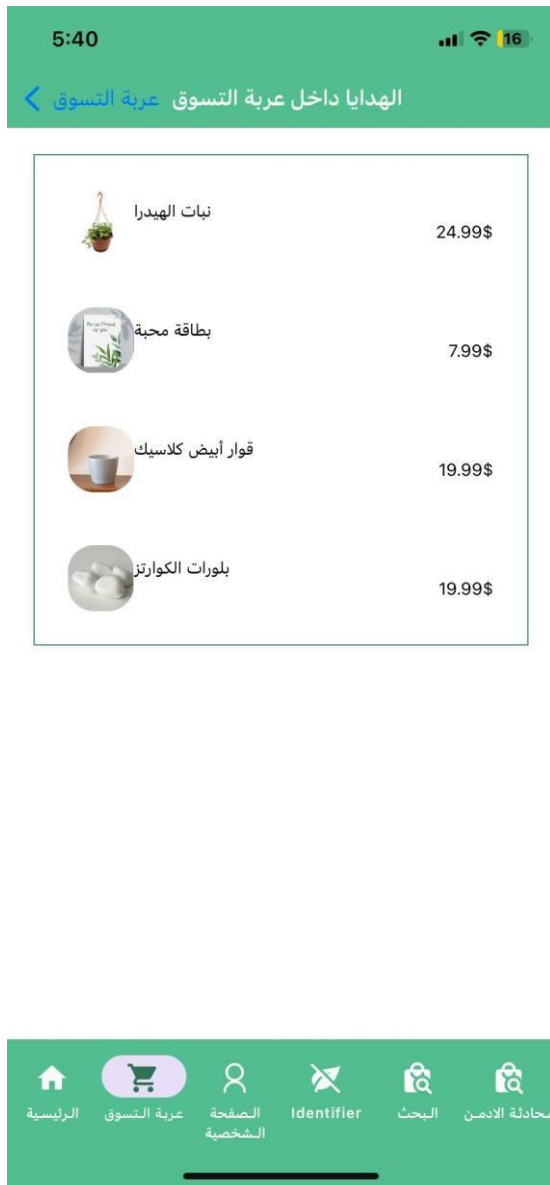 5:40
16
الهدايا داخل عربة التسوق
عربة التسوق
نبات الهيدرا
24.99$
بطاقة محبة
7.99$
قوار أبيض كلاسيك
19.99$
بلورات الكوارتز
19.99$
الرئيسية
عربة التسوق
الصفحة
الشخصية
Identifier
البحث
محادثة الادمن